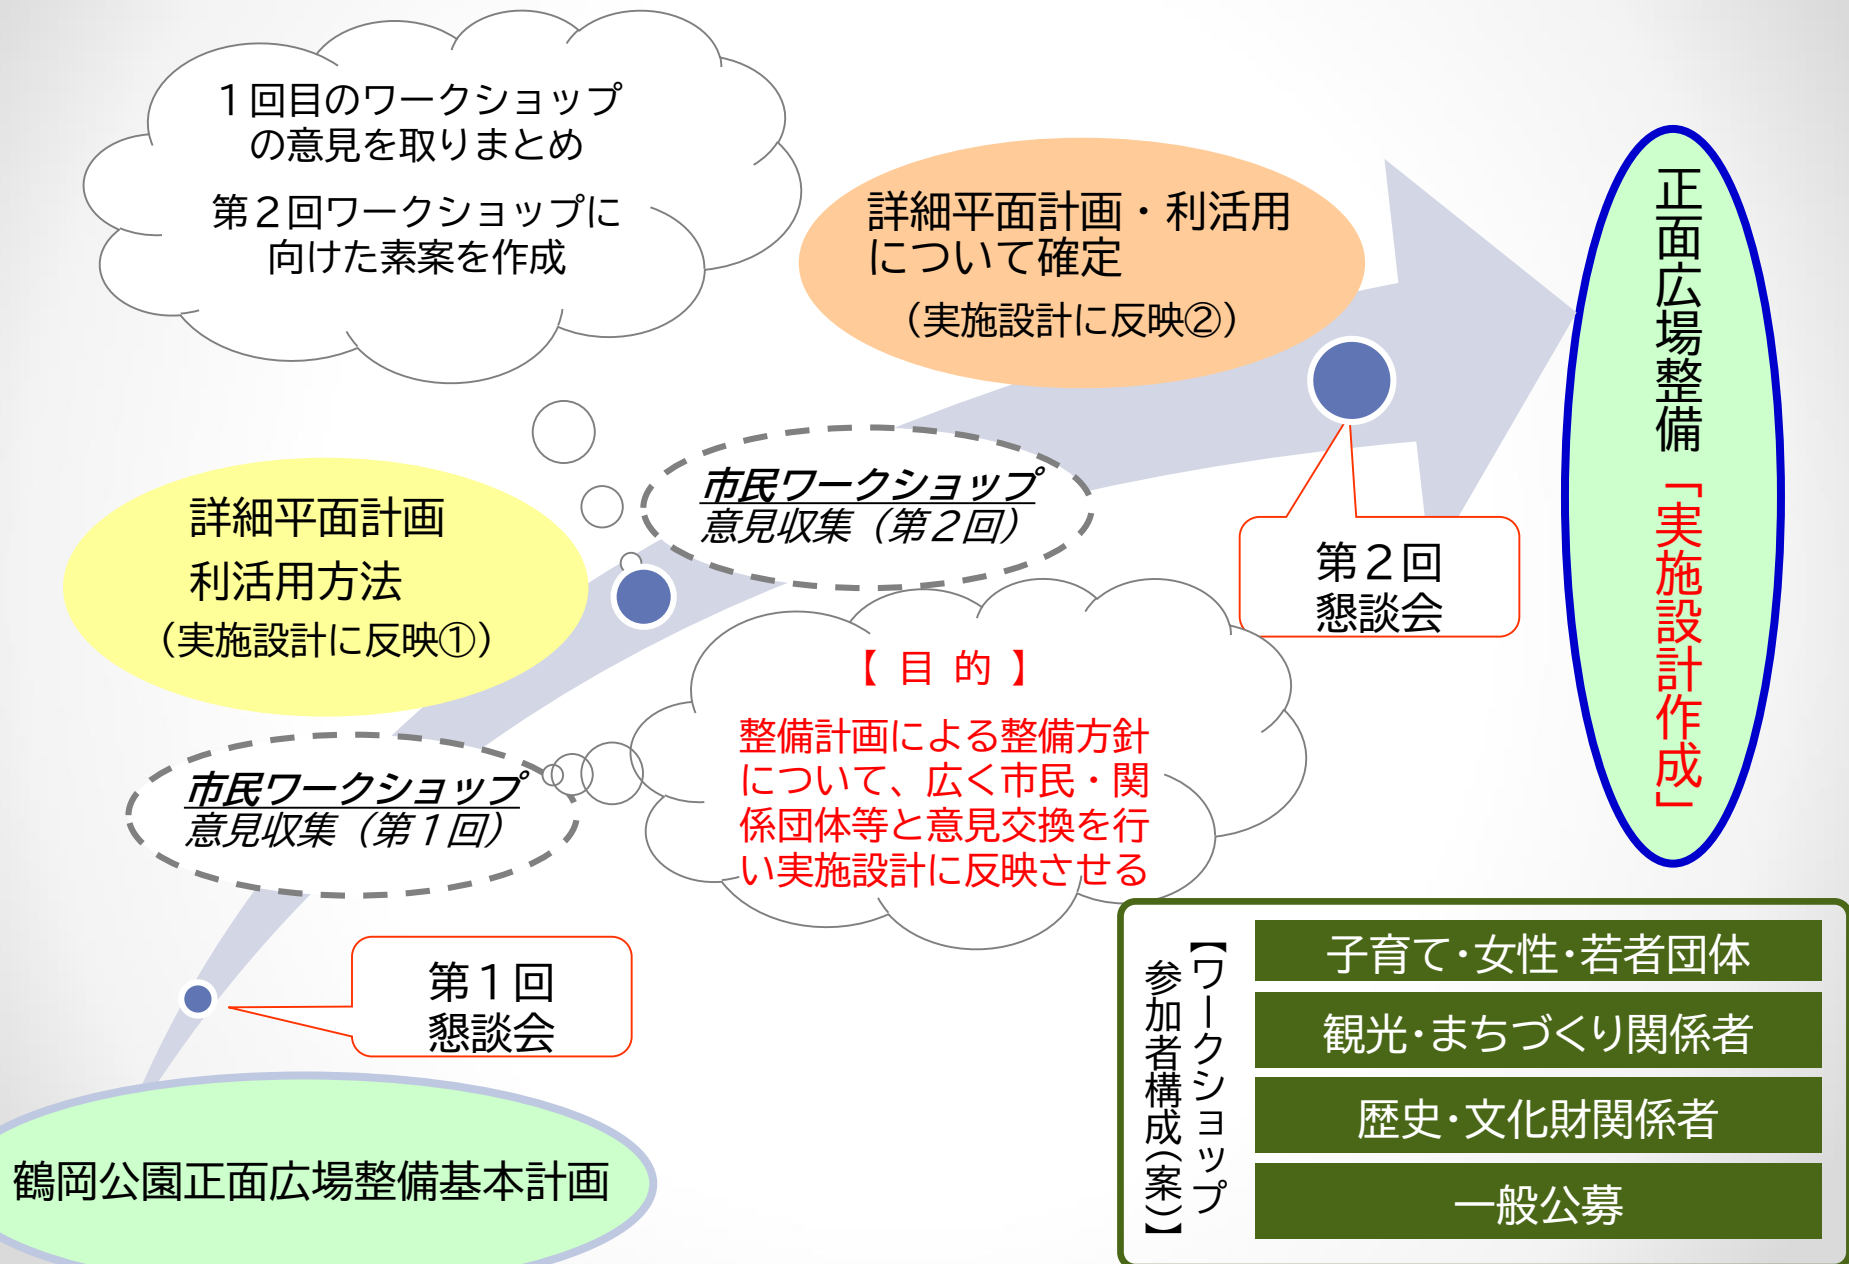 １回目のワークショップ
の意見を取りまとめ
第２回ワークショップに
向けた素案を作成
詳細平面計画・利活用
について確定
（実施設計に反映②）
正面広場整備「実施設計作成」
市民ワークショップ
意見収集（第２回）
詳細平面計画
利活用方法
（実施設計に反映①）
第２回
懇談会
【 目 的 】
整備計画による整備方針
について、広く市民・関
係団体等と意見交換を行
い実施設計に反映させる
市民ワークショップ
意見収集（第１回）
第１回
懇談会
鶴岡公園正面広場整備基本計画
【ワークショップ
参加者構成（案）】
子育て・女性・若者団体
観光・まちづくり関係者
歴史・文化財関係者
一般公募